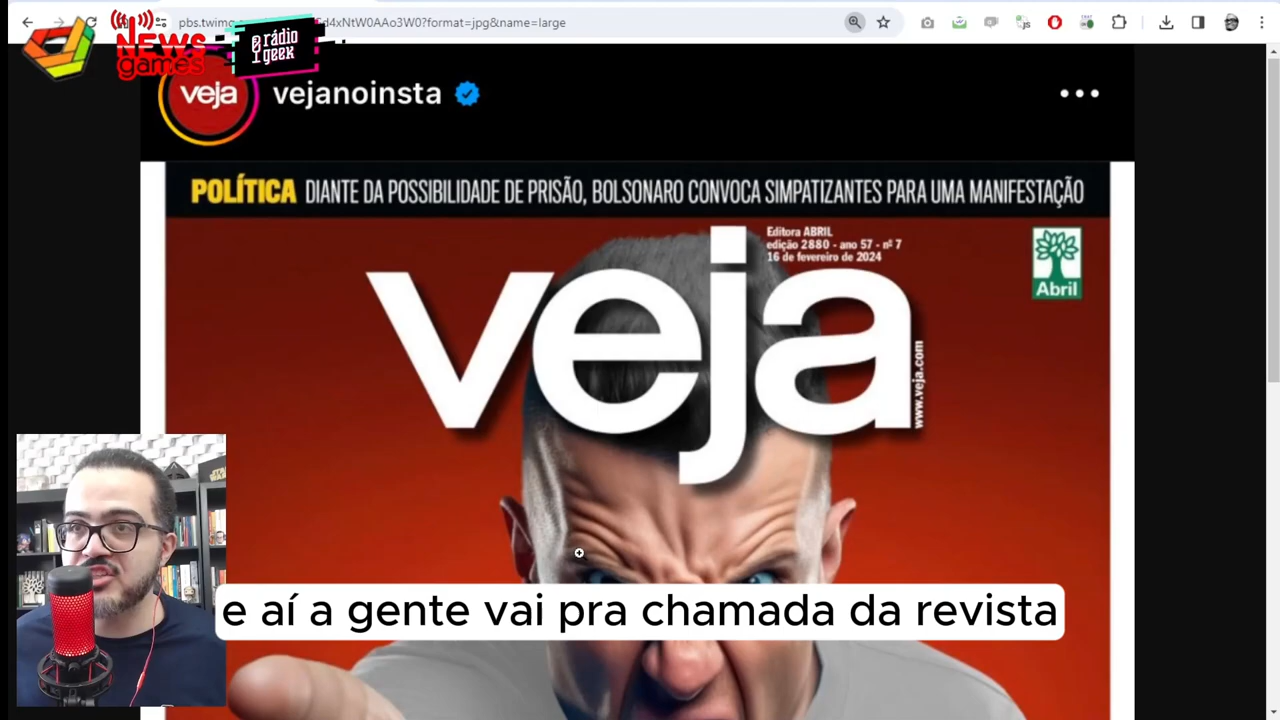 pbs.twimg
d4xNtW0AAo3W0?format=jpg&name=large
NEWS
games
rádio
geek
veja
vejanoinsta
POLÍTICA DIANTE DA POSSIBILIDADE DE PRISÃO, BOLSONARO CONVOCA SIMPATIZANTES PARA UMA MANIFESTAÇÃO
Editora ABRIL
edição 2880 - ano 57 - nº 7
16 de fevereiro de 2024
veja
Abril
www.veja.com
e aí a gente vai pra chamada da revista